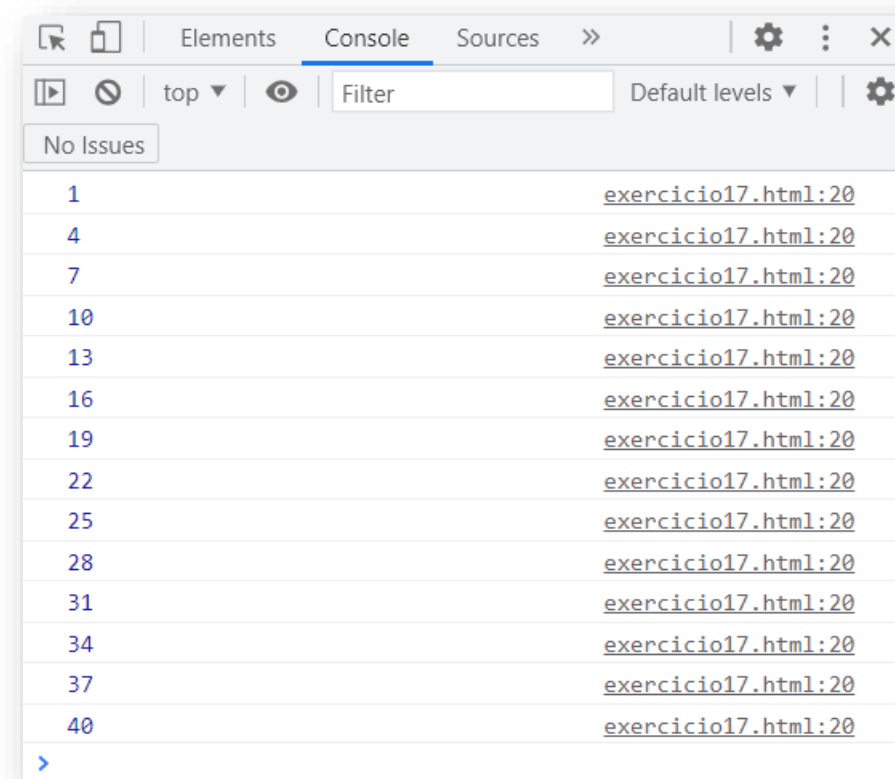 Elements Console Sources »
top ▼ Filter Default levels ▼
No Issues
1 exercicio17.html:20
4 exercicio17.html:20
7 exercicio17.html:20
10 exercicio17.html:20
13 exercicio17.html:20
16 exercicio17.html:20
19 exercicio17.html:20
22 exercicio17.html:20
25 exercicio17.html:20
28 exercicio17.html:20
31 exercicio17.html:20
34 exercicio17.html:20
37 exercicio17.html:20
40 exercicio17.html:20
>